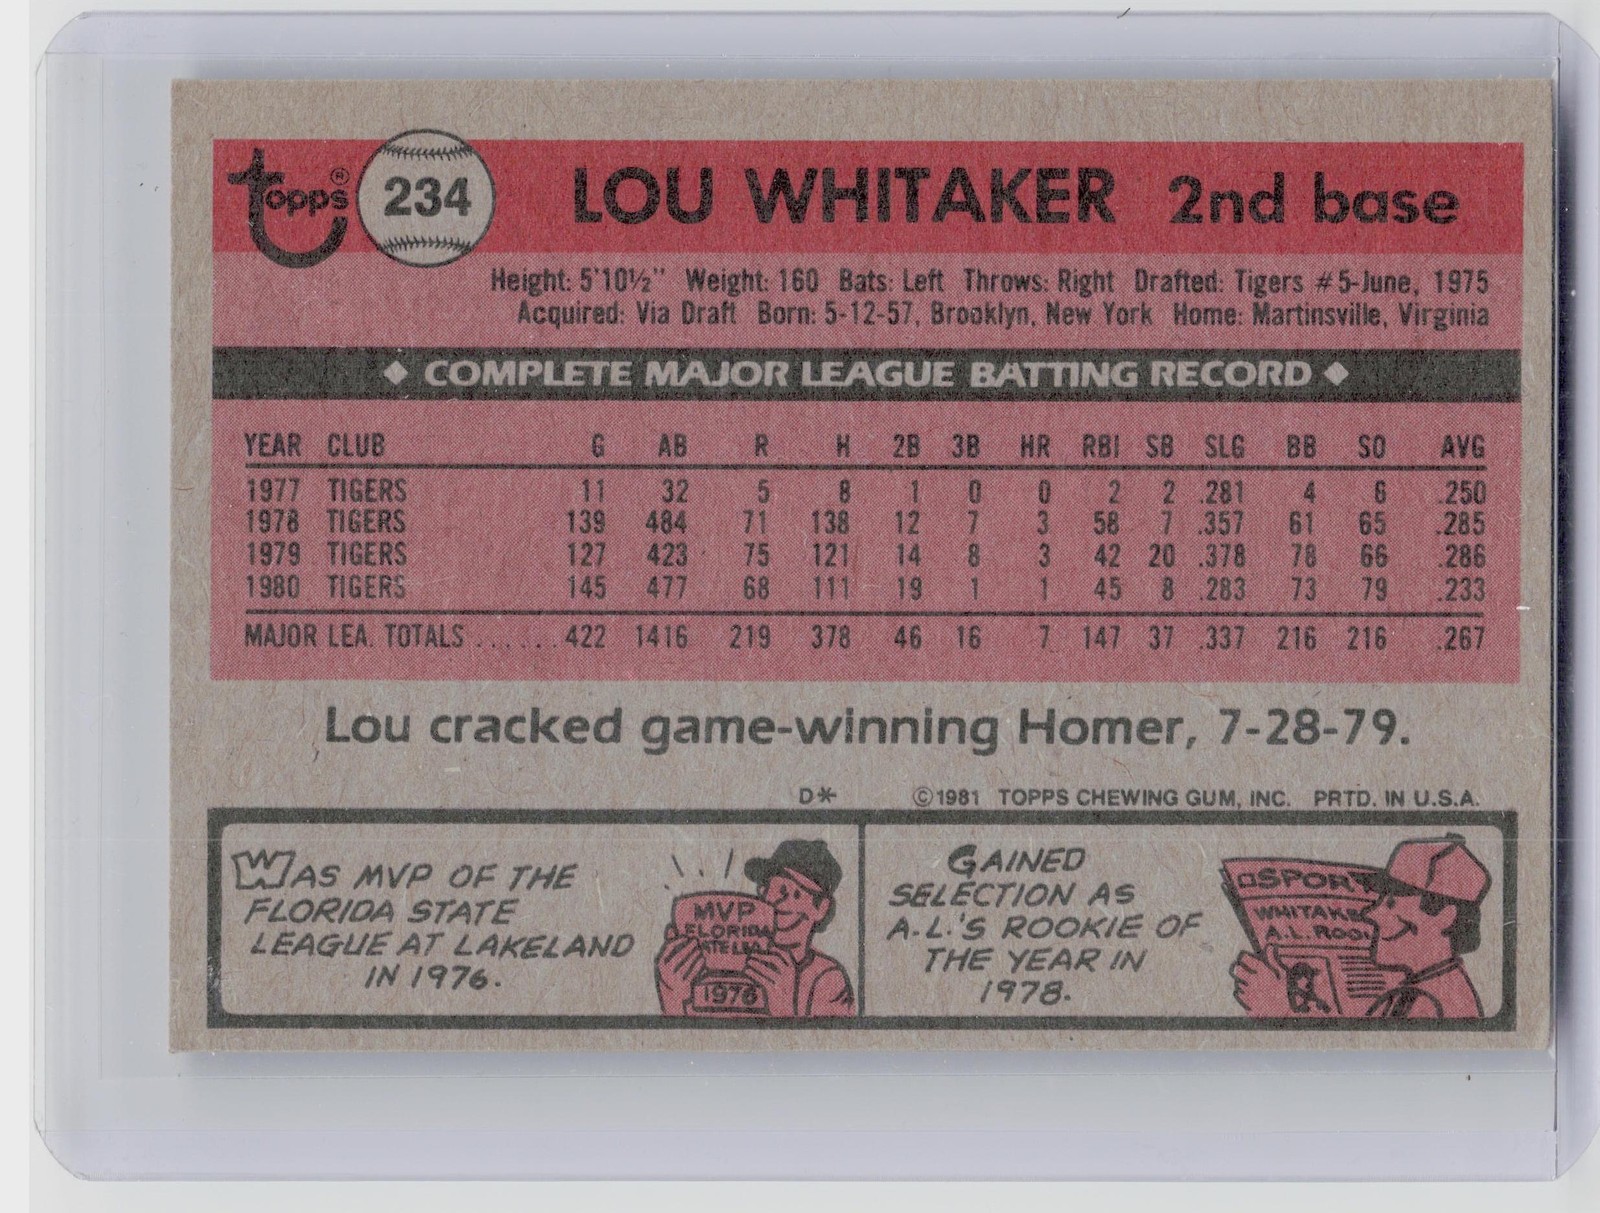 Topps® 234 LOU WHITAKER 2nd base
Height: 5'10½" Weight: 160 Bats: Left Throws: Right Drafted: Tigers #5-June, 1975
Acquired: Via Draft Born: 5-12-57, Brooklyn, New York Home: Martinsville, Virginia
◆ COMPLETE MAJOR LEAGUE BATTING RECORD ◆
YEAR CLUB G AB R H 2B 3B HR RBI SB SLG BB SO AVG
1977 TIGERS 11 32 5 8 1 0 0 2 2 .281 4 6 .250
1978 TIGERS 139 484 71 138 12 7 3 58 7 .357 61 65 .285
1979 TIGERS 127 423 75 121 14 8 3 42 20 .378 78 66 .286
1980 TIGERS 145 477 68 111 19 1 1 45 8 .283 73 79 .233
MAJOR LEA. TOTALS ...... 422 1416 219 378 46 16 7 147 37 .337 216 216 .267
Lou cracked game-winning Homer, 7-28-79.
D* ©1981 TOPPS CHEWING GUM, INC. PRTD. IN U.S.A.
WAS MVP OF THE
FLORIDA STATE
LEAGUE AT LAKELAND
IN 1976.
MVP
FLORIDA
ATE LEA
1976
GAINED
SELECTION AS
A.L.'S ROOKIE OF
THE YEAR IN
1978.
SPORT
WHITAKE
A.L. ROO